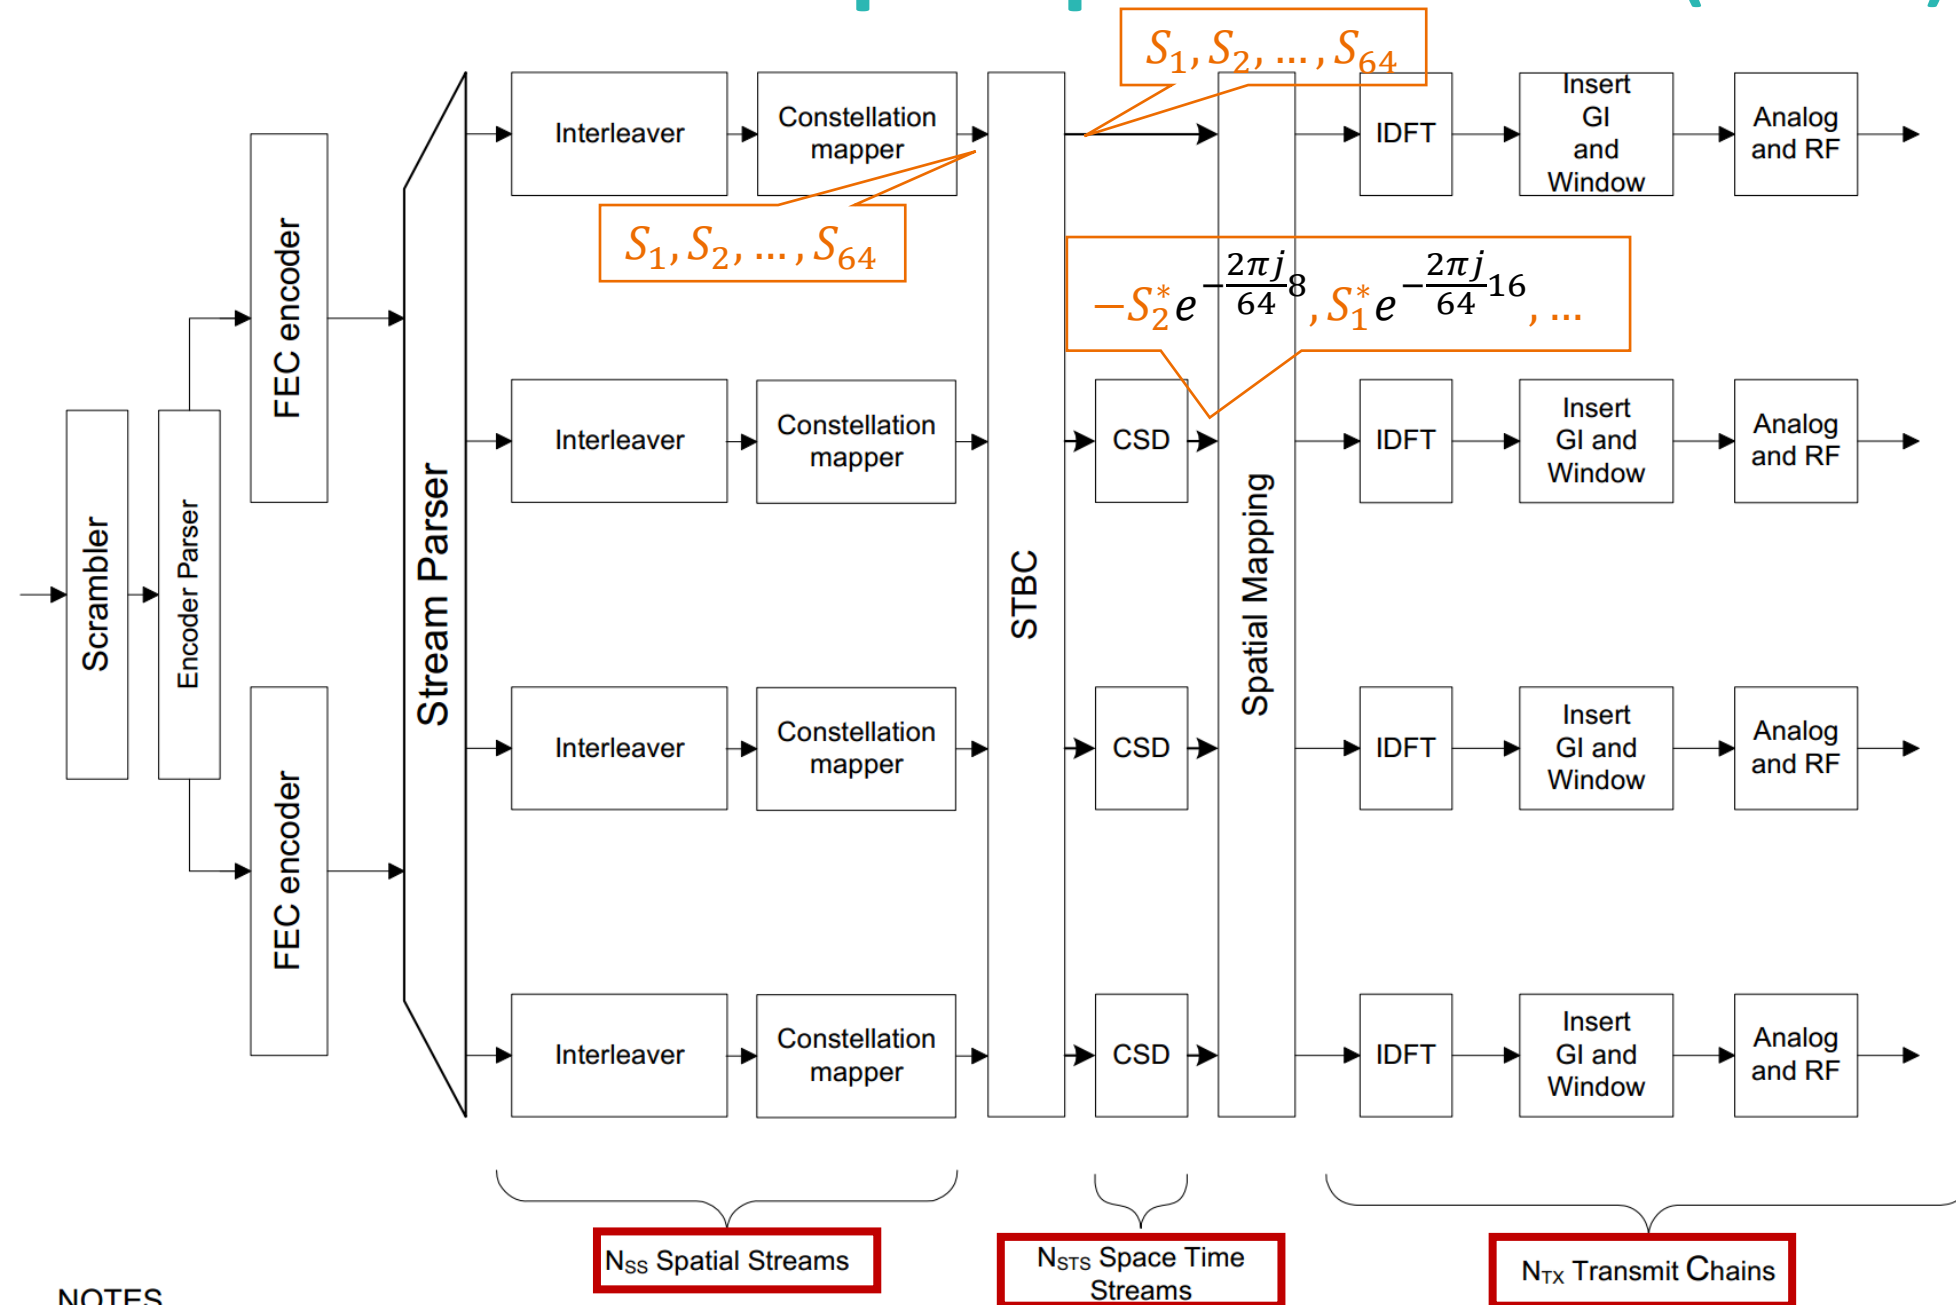 S₁, S₂, …, S₆₄
Interleaver
Constellation
mapper
IDFT
Insert
GI
and
Window
Analog
and RF
S₁, S₂, …, S₆₄
−S₂* e^(−(2πj/64)8), S₁* e^(−(2πj/64)16), …
FEC encoder
Interleaver
Constellation
mapper
CSD
IDFT
Insert
GI and
Window
Analog
and RF
Scrambler
Encoder Parser
Stream Parser
STBC
Spatial Mapping
Interleaver
Constellation
mapper
CSD
IDFT
Insert
GI and
Window
Analog
and RF
FEC encoder
Interleaver
Constellation
mapper
CSD
IDFT
Insert
GI and
Window
Analog
and RF
NSS Spatial Streams
NSTS Space Time
Streams
NTX Transmit Chains
NOTES